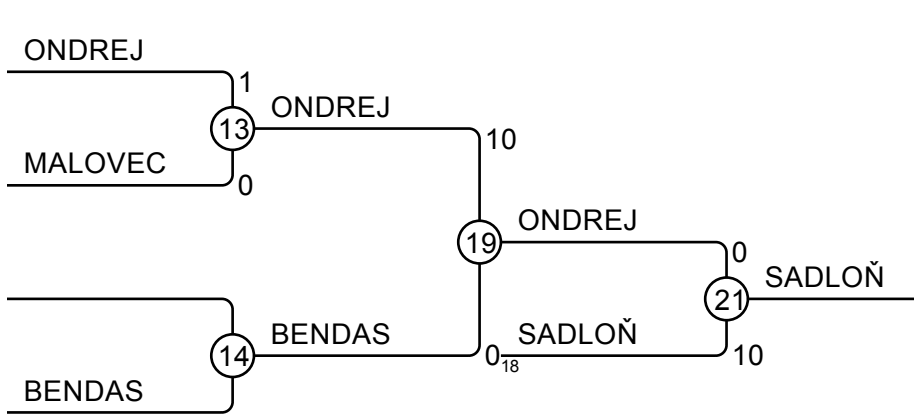 ONDREJ
1
13
ONDREJ
10
MALOVEC
0
19
ONDREJ
0
21
SADLOŇ
14
BENDAS
0
18
SADLOŇ
10
BENDAS